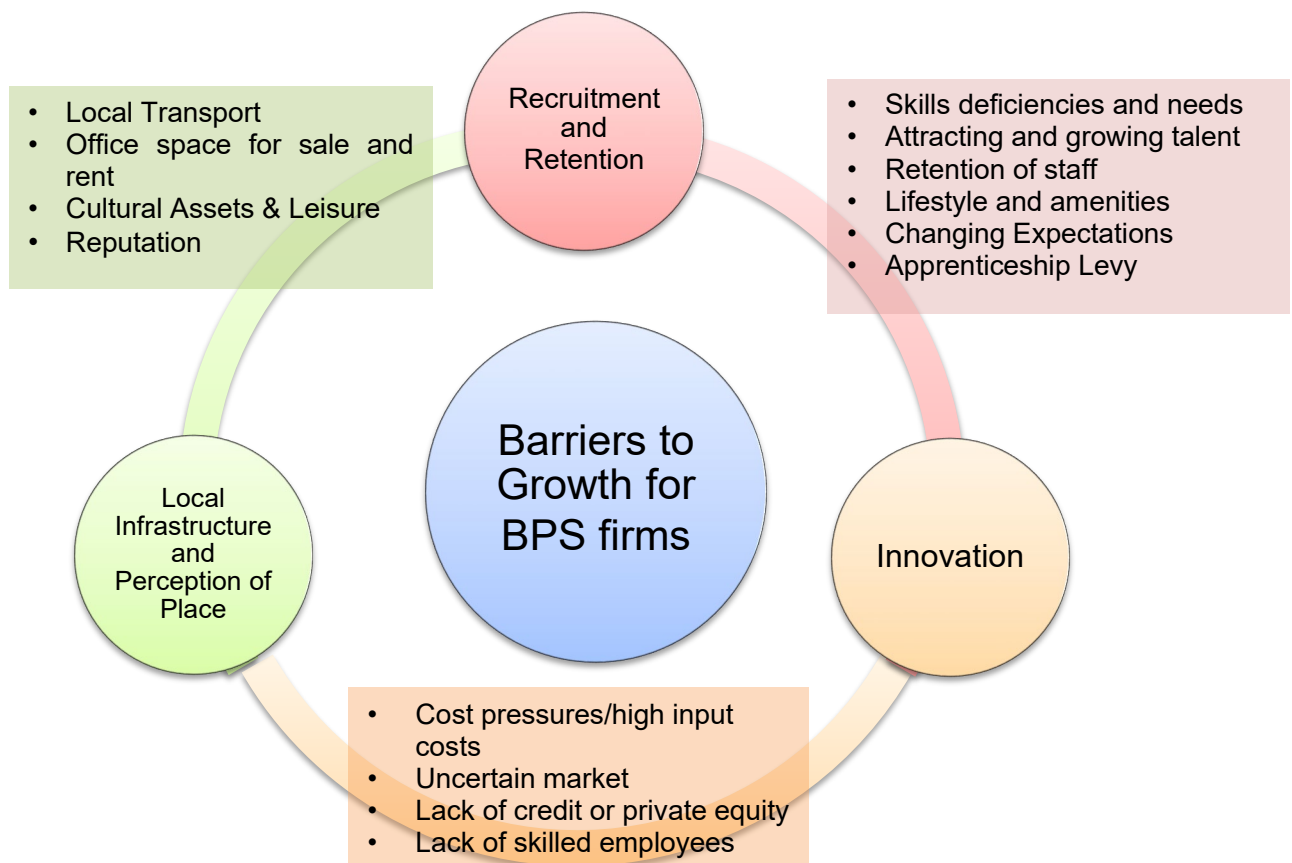 Recruitment
and
Retention
• Local Transport
• Office space for sale and
rent
• Cultural Assets & Leisure
• Reputation
• Skills deficiencies and needs
• Attracting and growing talent
• Retention of staff
• Lifestyle and amenities
• Changing Expectations
• Apprenticeship Levy
Barriers to
Growth for
BPS firms
Local
Infrastructure
and
Perception of
Place
Innovation
• Cost pressures/high input
costs
• Uncertain market
• Lack of credit or private equity
• Lack of skilled employees